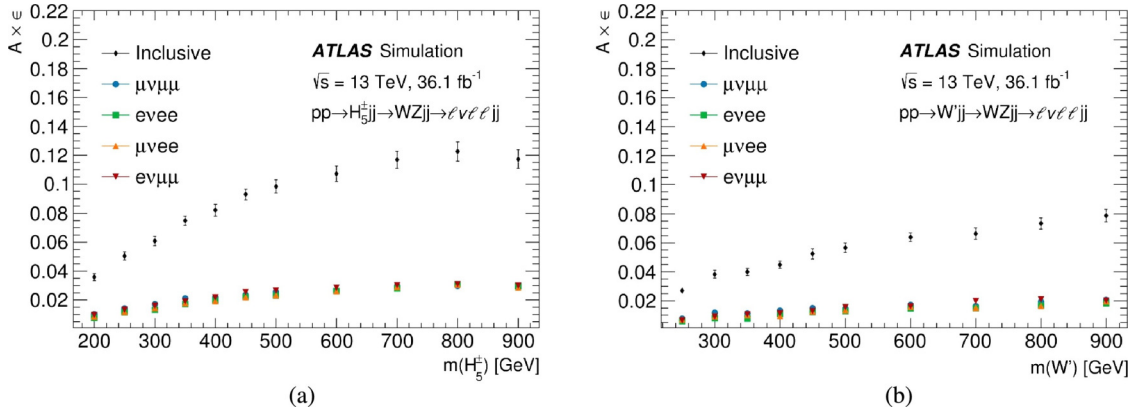 A × ϵ
0.22
0.2
0.18
0.16
0.14
0.12
0.1
0.08
0.06
0.04
0.02
Inclusive
μνμμ
eνee
μνee
eνμμ
ATLAS Simulation
√s = 13 TeV, 36.1 fb⁻¹
pp→H₅±jj→WZjj→ℓνℓℓjj
200 300 400 500 600 700 800 900
m(H₅±) [GeV]
(a)
A × ϵ
0.22
0.2
0.18
0.16
0.14
0.12
0.1
0.08
0.06
0.04
0.02
Inclusive
μνμμ
eνee
μνee
eνμμ
ATLAS Simulation
√s = 13 TeV, 36.1 fb⁻¹
pp→W'jj→WZjj→ℓνℓℓjj
300 400 500 600 700 800 900
m(W') [GeV]
(b)